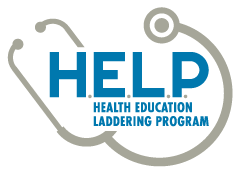 H.E.L.P.
HEALTH EDUCATION
LADDERING PROGRAM